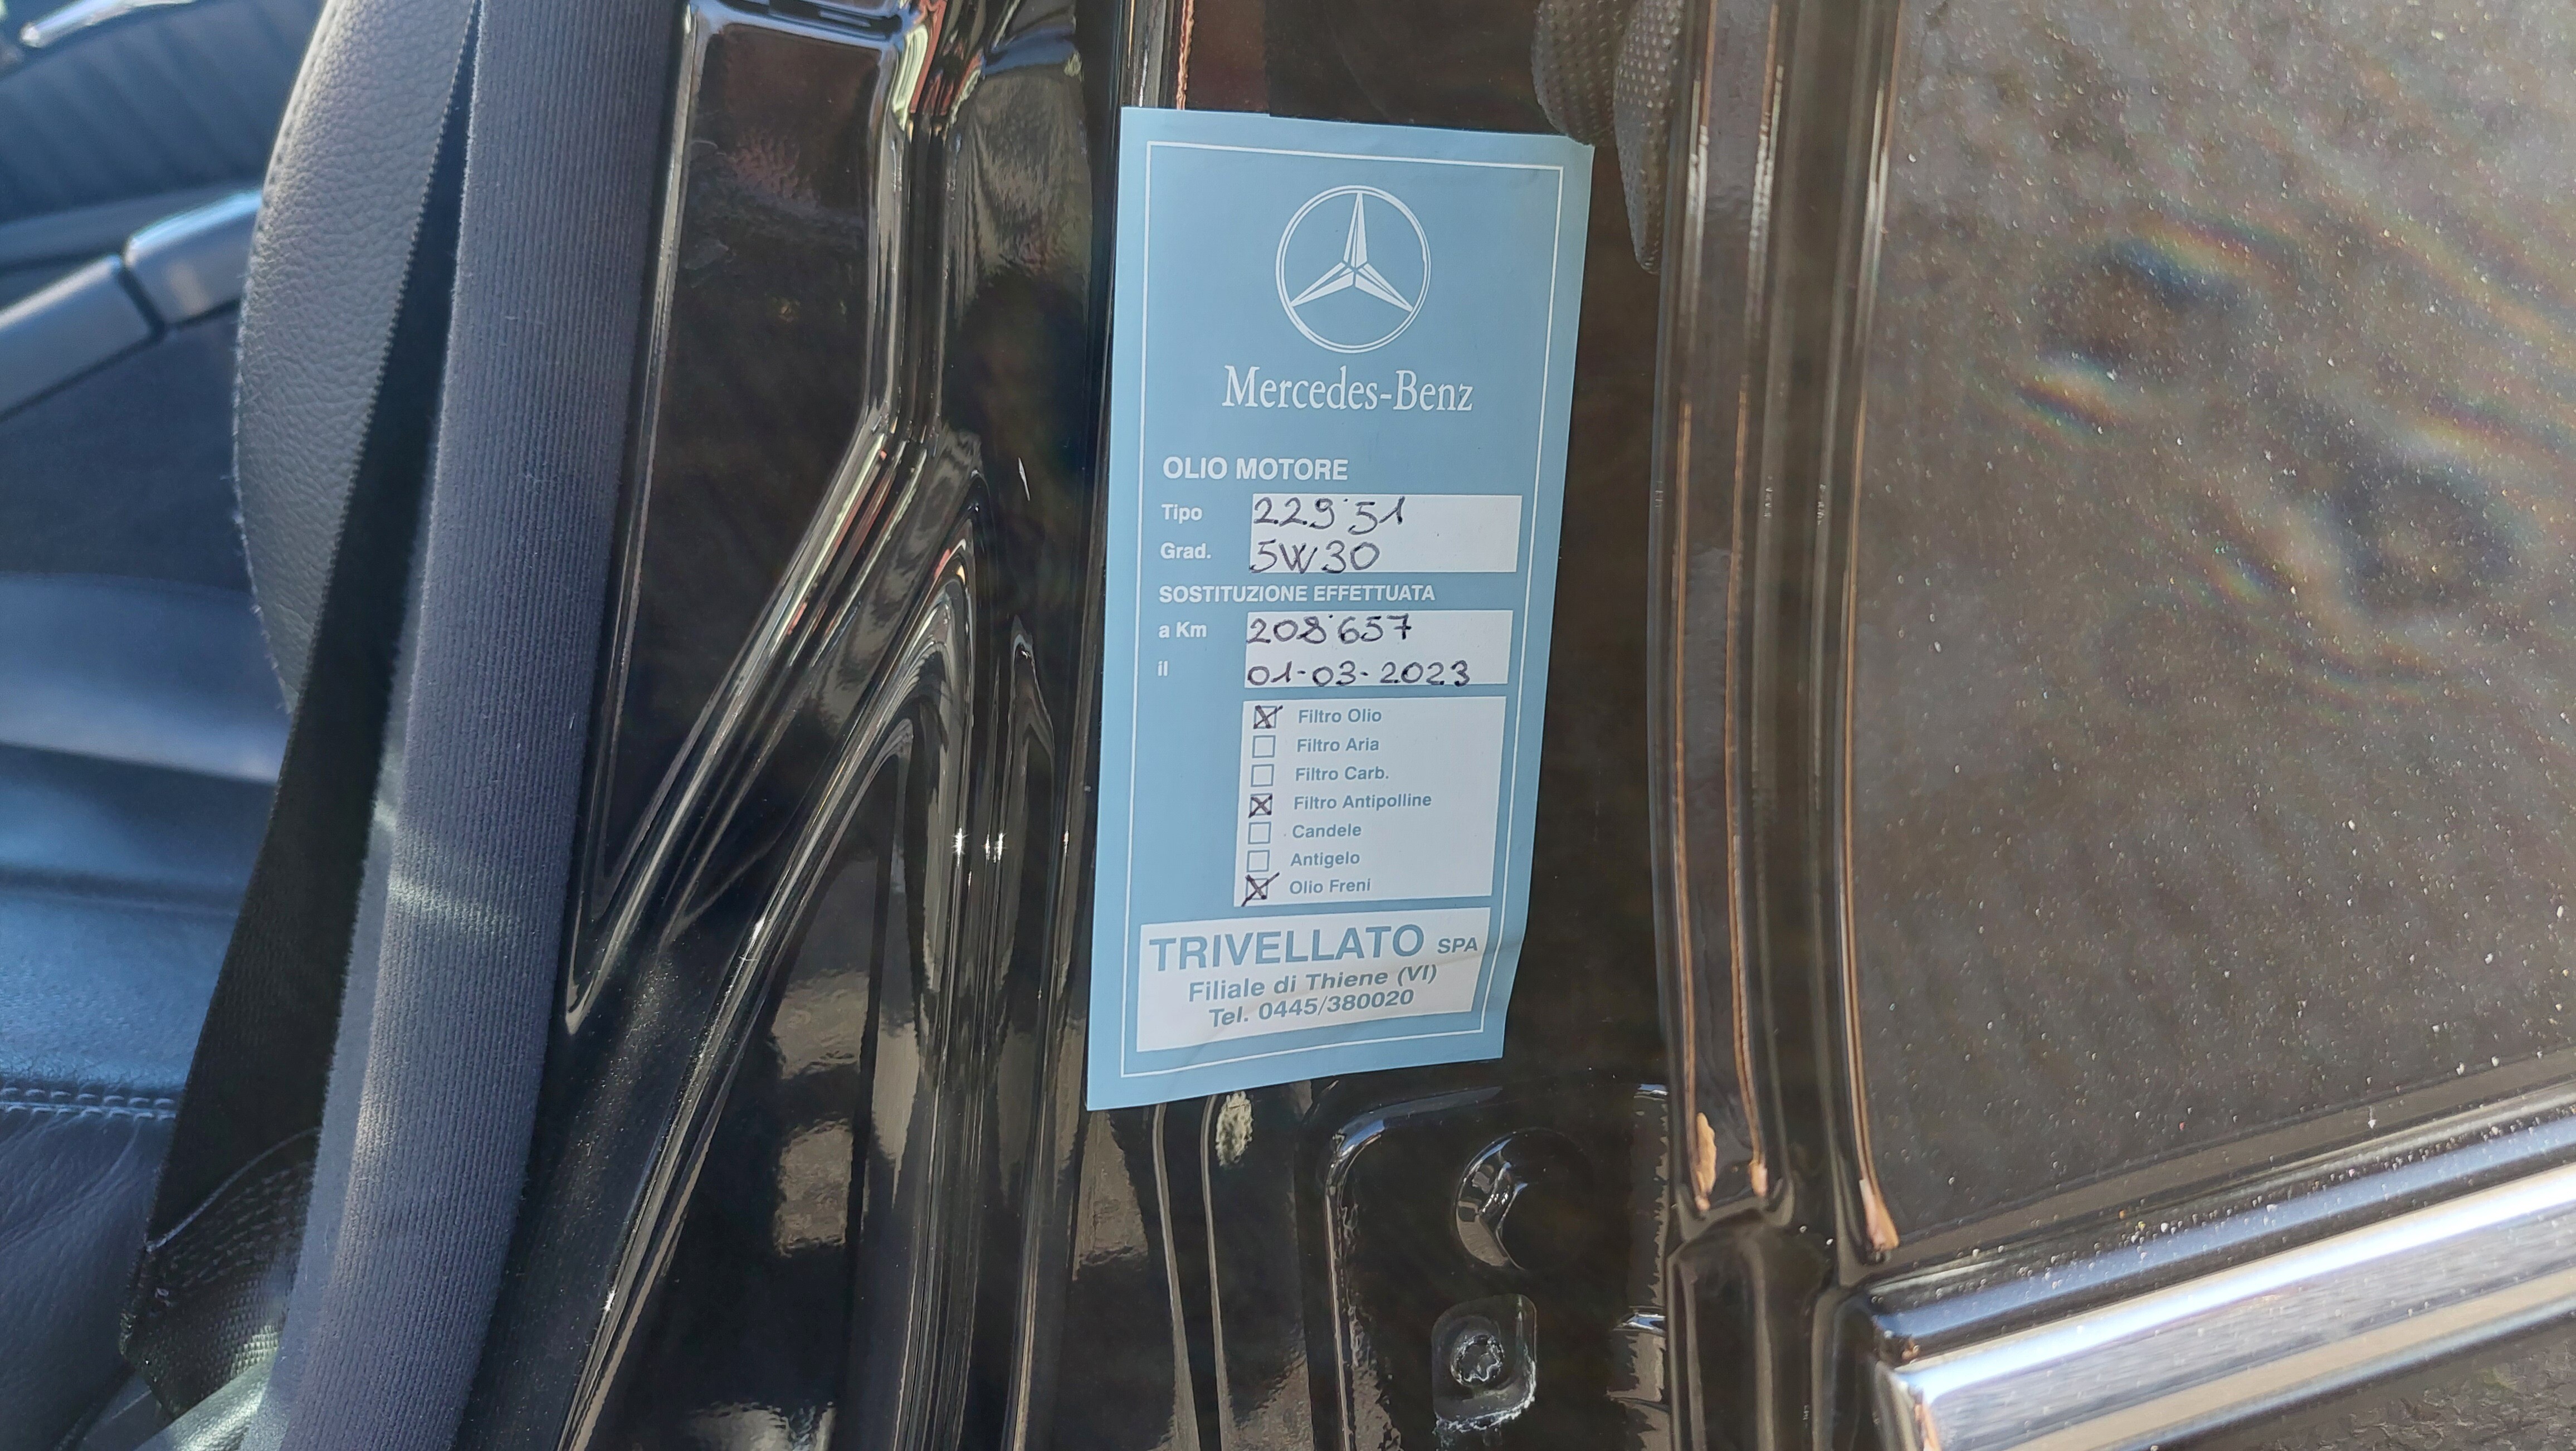 Mercedes-Benz
OLIO MOTORE
Tipo 229.51
Grad. 5W30
SOSTITUZIONE EFFETTUATA
a Km 208'657
il 01-03-2023
Filtro Olio
Filtro Aria
Filtro Carb.
Filtro Antipolline
Candele
Antigelo
Olio Freni
TRIVELLATO SPA
Filiale di Thiene (VI)
Tel. 0445/380020